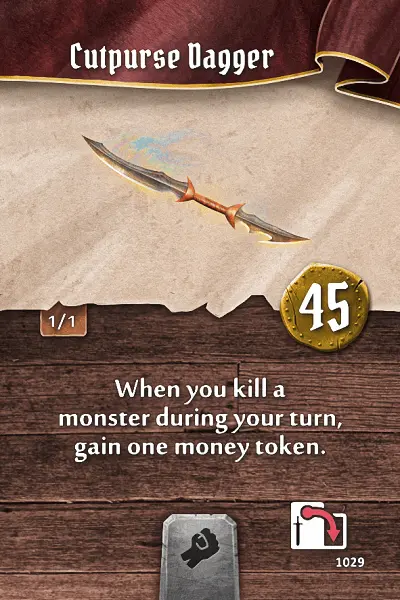 Cutpurse Dagger
1/1
45
When you kill a
monster during your turn,
gain one money token.
1029